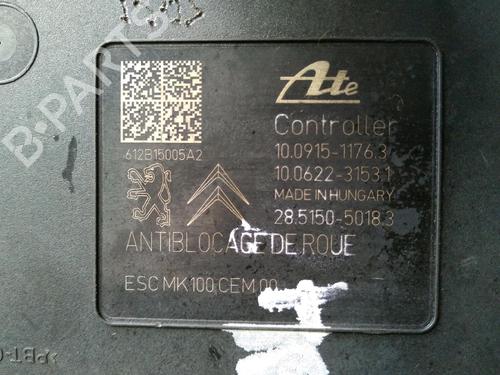 Ate
Controller
10.0915-1176.3
10.0622-3153.1
MADE IN HUNGARY
28.5150-5018.3
612B15005A2
ANTIBLOCAGE DE ROUE
ESC MK100,CEM 00
B-PARTS